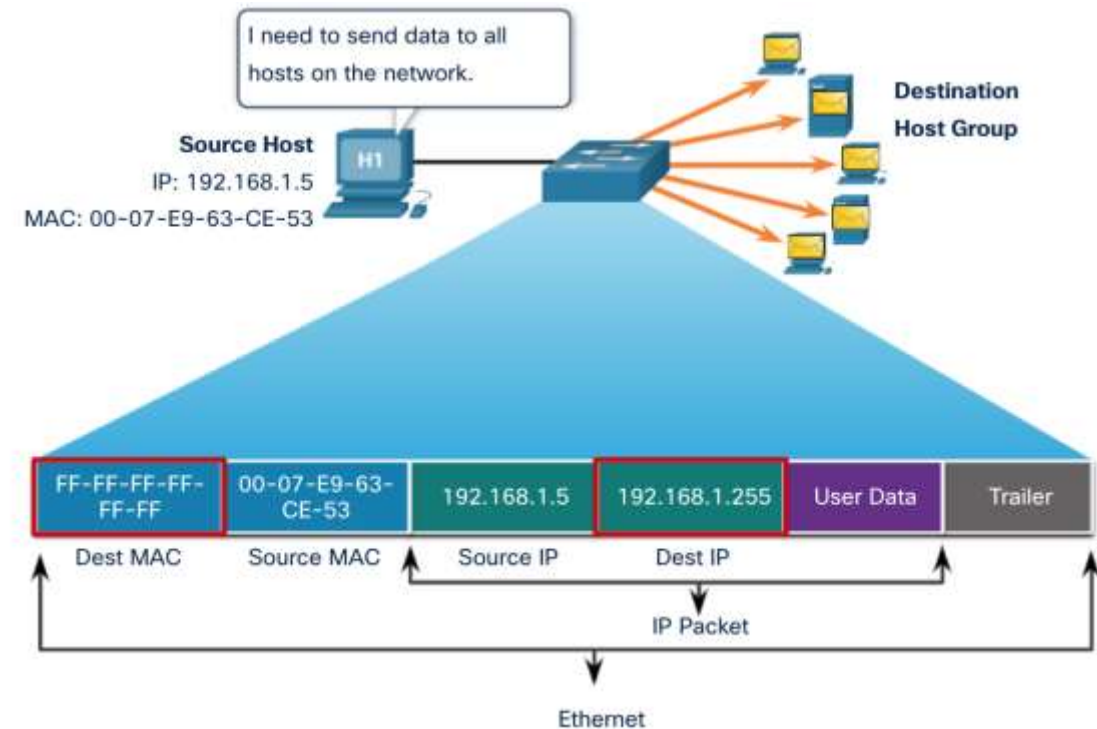 I need to send data to all
hosts on the network.
Source Host
IP: 192.168.1.5
MAC: 00-07-E9-63-CE-53
H1
Destination
Host Group
FF-FF-FF-FF-
FF-FF
00-07-E9-63-
CE-53
192.168.1.5
192.168.1.255
User Data
Trailer
Dest MAC
Source MAC
Source IP
Dest IP
IP Packet
Ethernet